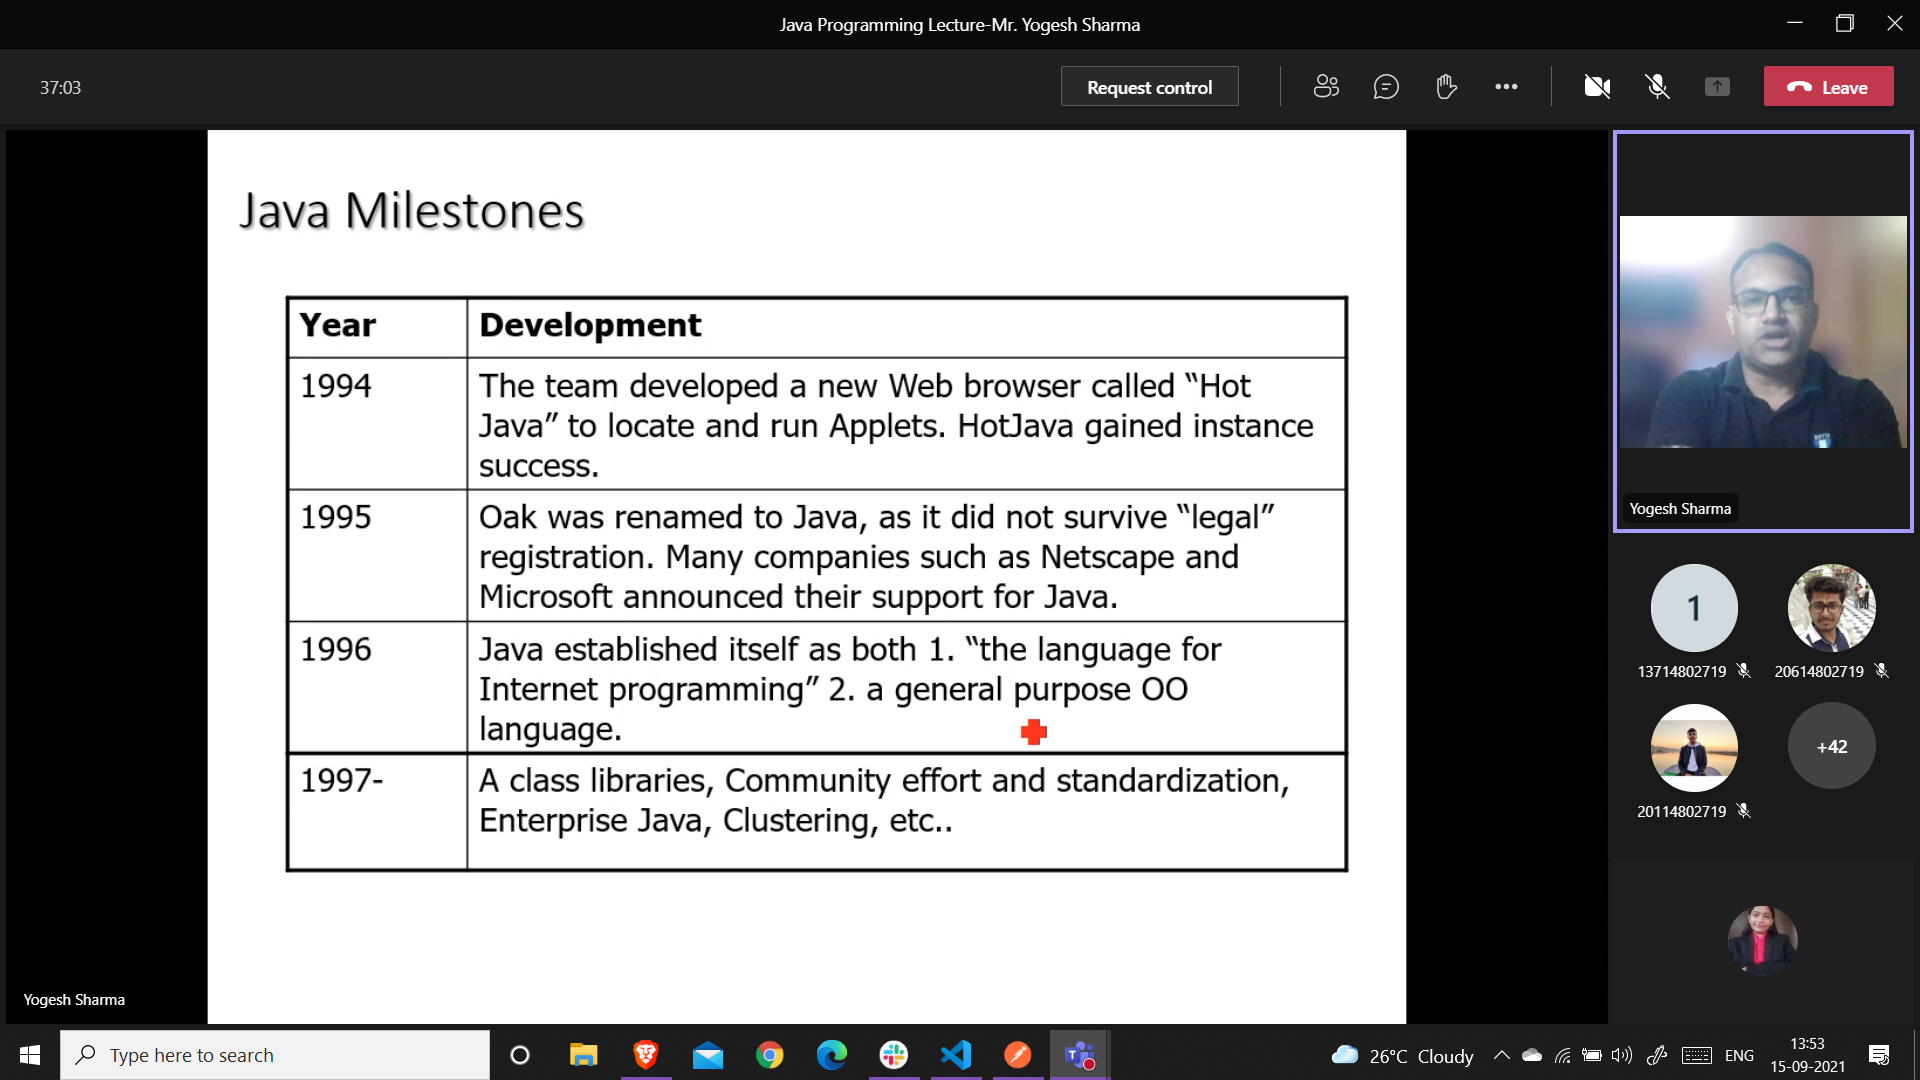 Java Programming Lecture-Mr. Yogesh Sharma
37:03
Request control
Leave
Java Milestones
Year
Development
1994
The team developed a new Web browser called “Hot
Java” to locate and run Applets. HotJava gained instance
success.
1995
Oak was renamed to Java, as it did not survive “legal”
registration. Many companies such as Netscape and
Microsoft announced their support for Java.
1996
Java established itself as both 1. “the language for
Internet programming” 2. a general purpose OO
language.
1997-
A class libraries, Community effort and standardization,
Enterprise Java, Clustering, etc..
Yogesh Sharma
Yogesh Sharma
1
13714802719
20614802719
20114802719
+42
Type here to search
26°C Cloudy
ENG
13:53
15-09-2021